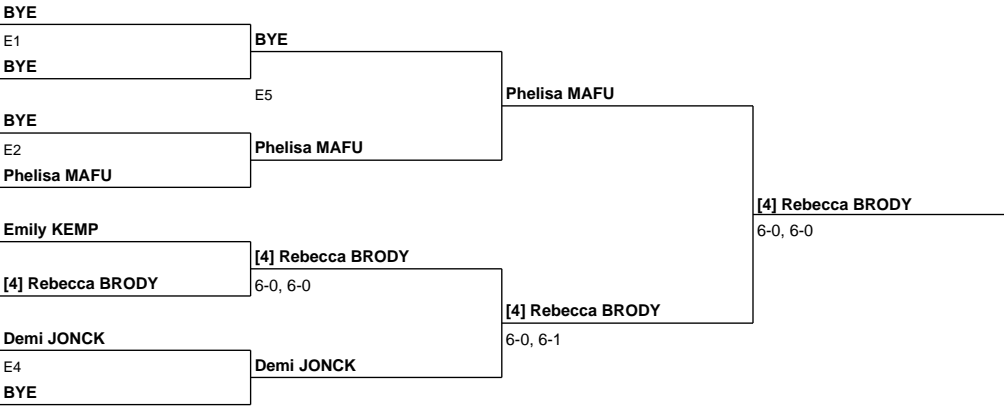 BYE
E1
BYE
BYE
E5
BYE
E2
Phelisa MAFU
Phelisa MAFU
Phelisa MAFU
Emily KEMP
[4] Rebecca BRODY
[4] Rebecca BRODY
6-0, 6-0
Demi JONCK
E4
BYE
Demi JONCK
[4] Rebecca BRODY
6-0, 6-1
[4] Rebecca BRODY
6-0, 6-0